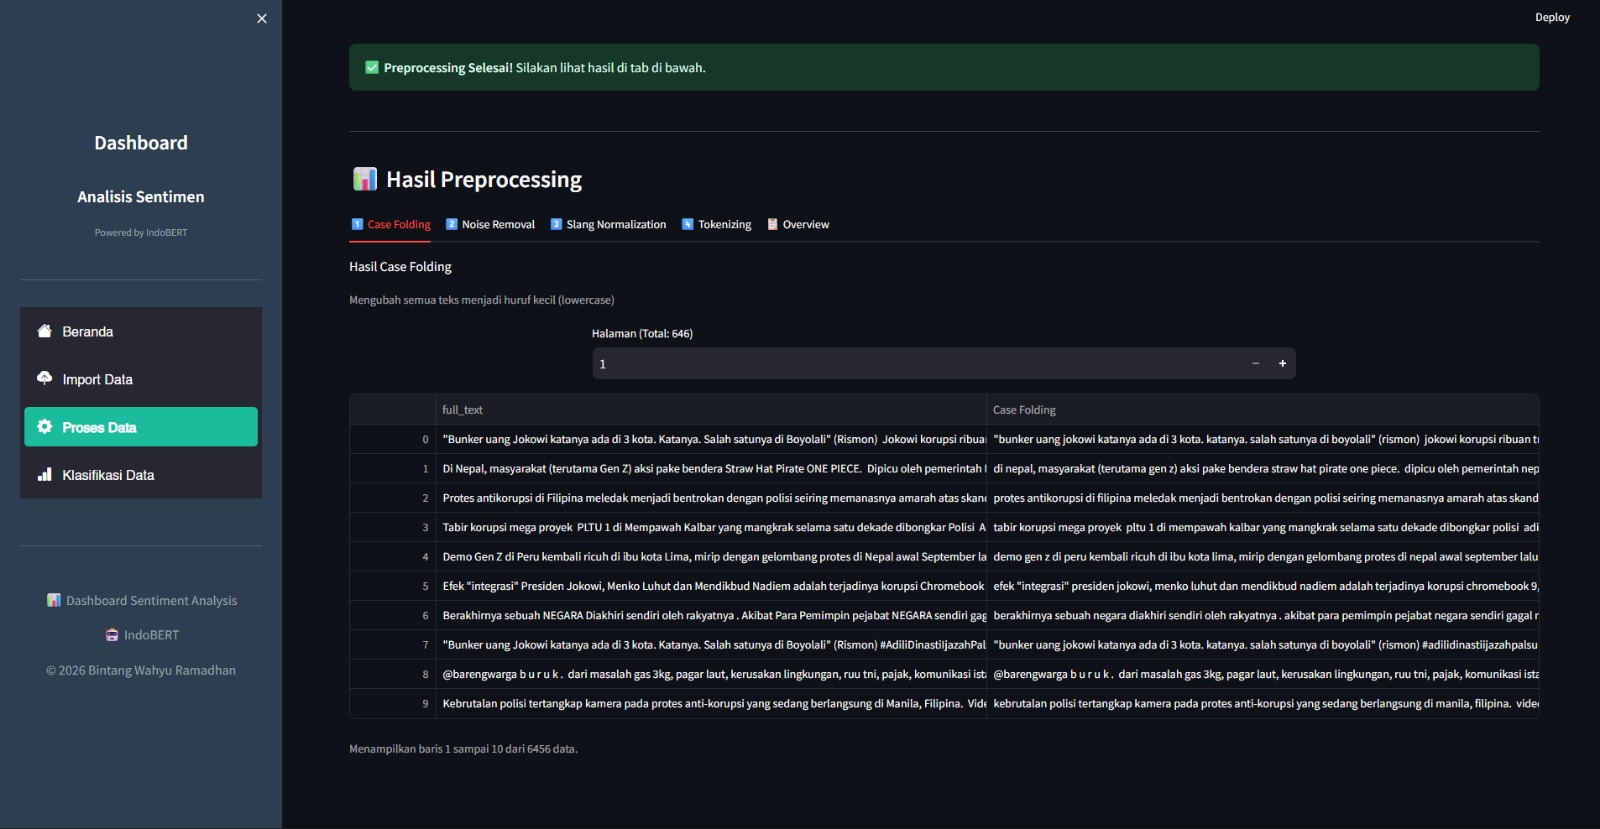 Deploy
Dashboard
Analisis Sentimen
Powered by IndoBERT
Beranda
Import Data
Proses Data
Klasifikasi Data
Dashboard Sentiment Analysis
IndoBERT
© 2026 Bintang Wahyu Ramadhan
Preprocessing Selesai! Silakan lihat hasil di tab di bawah.
Hasil Preprocessing
1 Case Folding 2 Noise Removal 3 Slang Normalization 4 Tokenizing Overview
Hasil Case Folding
Mengubah semua teks menjadi huruf kecil (lowercase)
Halaman (Total: 646)
1 − +
full_text Case Folding
0 "Bunker uang Jokowi katanya ada di 3 kota. Katanya. Salah satunya di Boyolali" (Rismon) Jokowi korupsi ribuan "bunker uang jokowi katanya ada di 3 kota. katanya. salah satunya di boyolali" (rismon) jokowi korupsi ribuan tr
1 Di Nepal, masyarakat (terutama Gen Z) aksi pake bendera Straw Hat Pirate ONE PIECE. Dipicu oleh pemerintah di nepal, masyarakat (terutama gen z) aksi pake bendera straw hat pirate one piece. dipicu oleh pemerintah nep
2 Protes antikorupsi di Filipina meledak menjadi bentrokan dengan polisi seiring memanasnya amarah atas skand protes antikorupsi di filipina meledak menjadi bentrokan dengan polisi seiring memanasnya amarah atas skand
3 Tabir korupsi mega proyek PLTU 1 di Mempawah Kalbar yang mangkrak selama satu dekade dibongkar Polisi A tabir korupsi mega proyek pltu 1 di mempawah kalbar yang mangkrak selama satu dekade dibongkar polisi adi
4 Demo Gen Z di Peru kembali ricuh di ibu kota Lima, mirip dengan gelombang protes di Nepal awal September la demo gen z di peru kembali ricuh di ibu kota lima, mirip dengan gelombang protes di nepal awal september lalu
5 Efek "integrasi" Presiden Jokowi, Menko Luhut dan Mendikbud Nadiem adalah terjadinya korupsi Chromebook efek "integrasi" presiden jokowi, menko luhut dan mendikbud nadiem adalah terjadinya korupsi chromebook 9,
6 Berakhirnya sebuah NEGARA Diakhiri sendiri oleh rakyatnya . Akibat Para Pemimpin pejabat NEGARA sendiri gag berakhirnya sebuah negara diakhiri sendiri oleh rakyatnya . akibat para pemimpin pejabat negara sendiri gagal r
7 "Bunker uang Jokowi katanya ada di 3 kota. Katanya. Salah satunya di Boyolali" (Rismon) #AdiliDinastiIjazahPal "bunker uang jokowi katanya ada di 3 kota. katanya. salah satunya di boyolali" (rismon) #adilidinastiijazahpalsu
8 @barengwarga b u r u k . dari masalah gas 3kg, pagar laut, kerusakan lingkungan, ruu tni, pajak, komunikasi ist @barengwarga b u r u k . dari masalah gas 3kg, pagar laut, kerusakan lingkungan, ruu tni, pajak, komunikasi ista
9 Kebrutalan polisi tertangkap kamera pada protes anti-korupsi yang sedang berlangsung di Manila, Filipina. Vide kebrutalan polisi tertangkap kamera pada protes anti-korupsi yang sedang berlangsung di manila, filipina. video
Menampilkan baris 1 sampai 10 dari 6456 data.